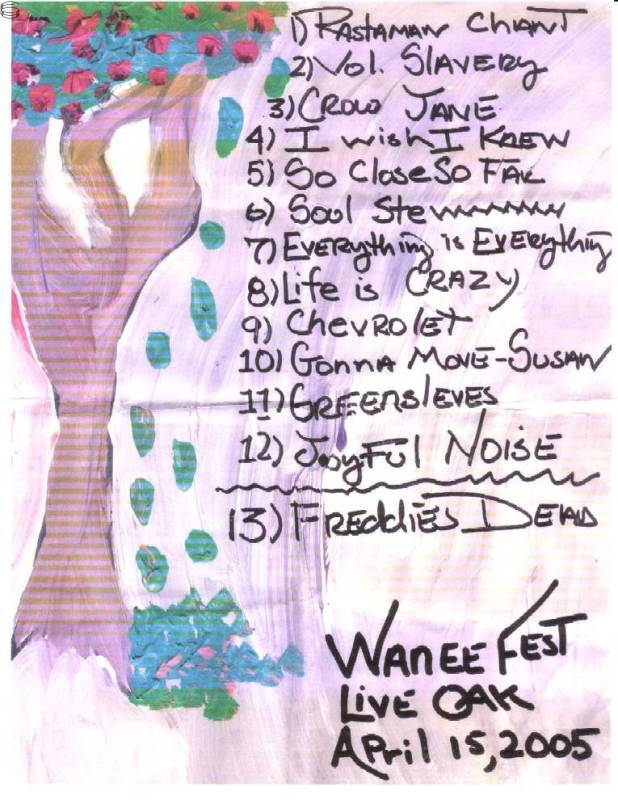 1) RASTAMAN CHANT
2) Vol. SLAVERY
3) CROW JANE
4) I wish I KNEW
5) So Close So FAR
6) Soul Stew
7) EVERYthing is EVERYthing
8) Life is CRAZY
9) CHEVROLET
10) GONNA MOVE-SUSAN
11) GREENSLEVES
12) JoyFul NOISE
13) FREDDIES DEAD
WANEE FEST
LIVE OAK
April 15, 2005